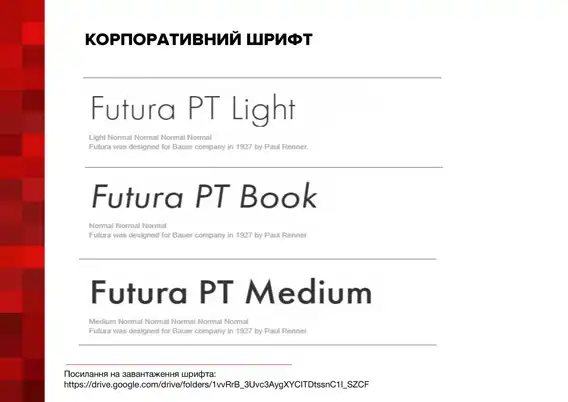 КОРПОРАТИВНИЙ ШРИФТ
Futura PT Light
Light Normal Normal Normal Normal
Futura was designed for Bauer company in 1927 by Paul Renner
Futura PT Book
Normal Normal Normal
Futura was designed for Bauer company in 1927 by Paul Renner
Futura PT Medium
Medium Normal Normal Normal Normal Normal
Futura was designed for Bauer company in 1927 by Paul Renner
Посилання на завантаження шрифта:
https://drive.google.com/drive/folders/1vvRrB_3Uvc3AygXYClTDtssnC1I_SZCF